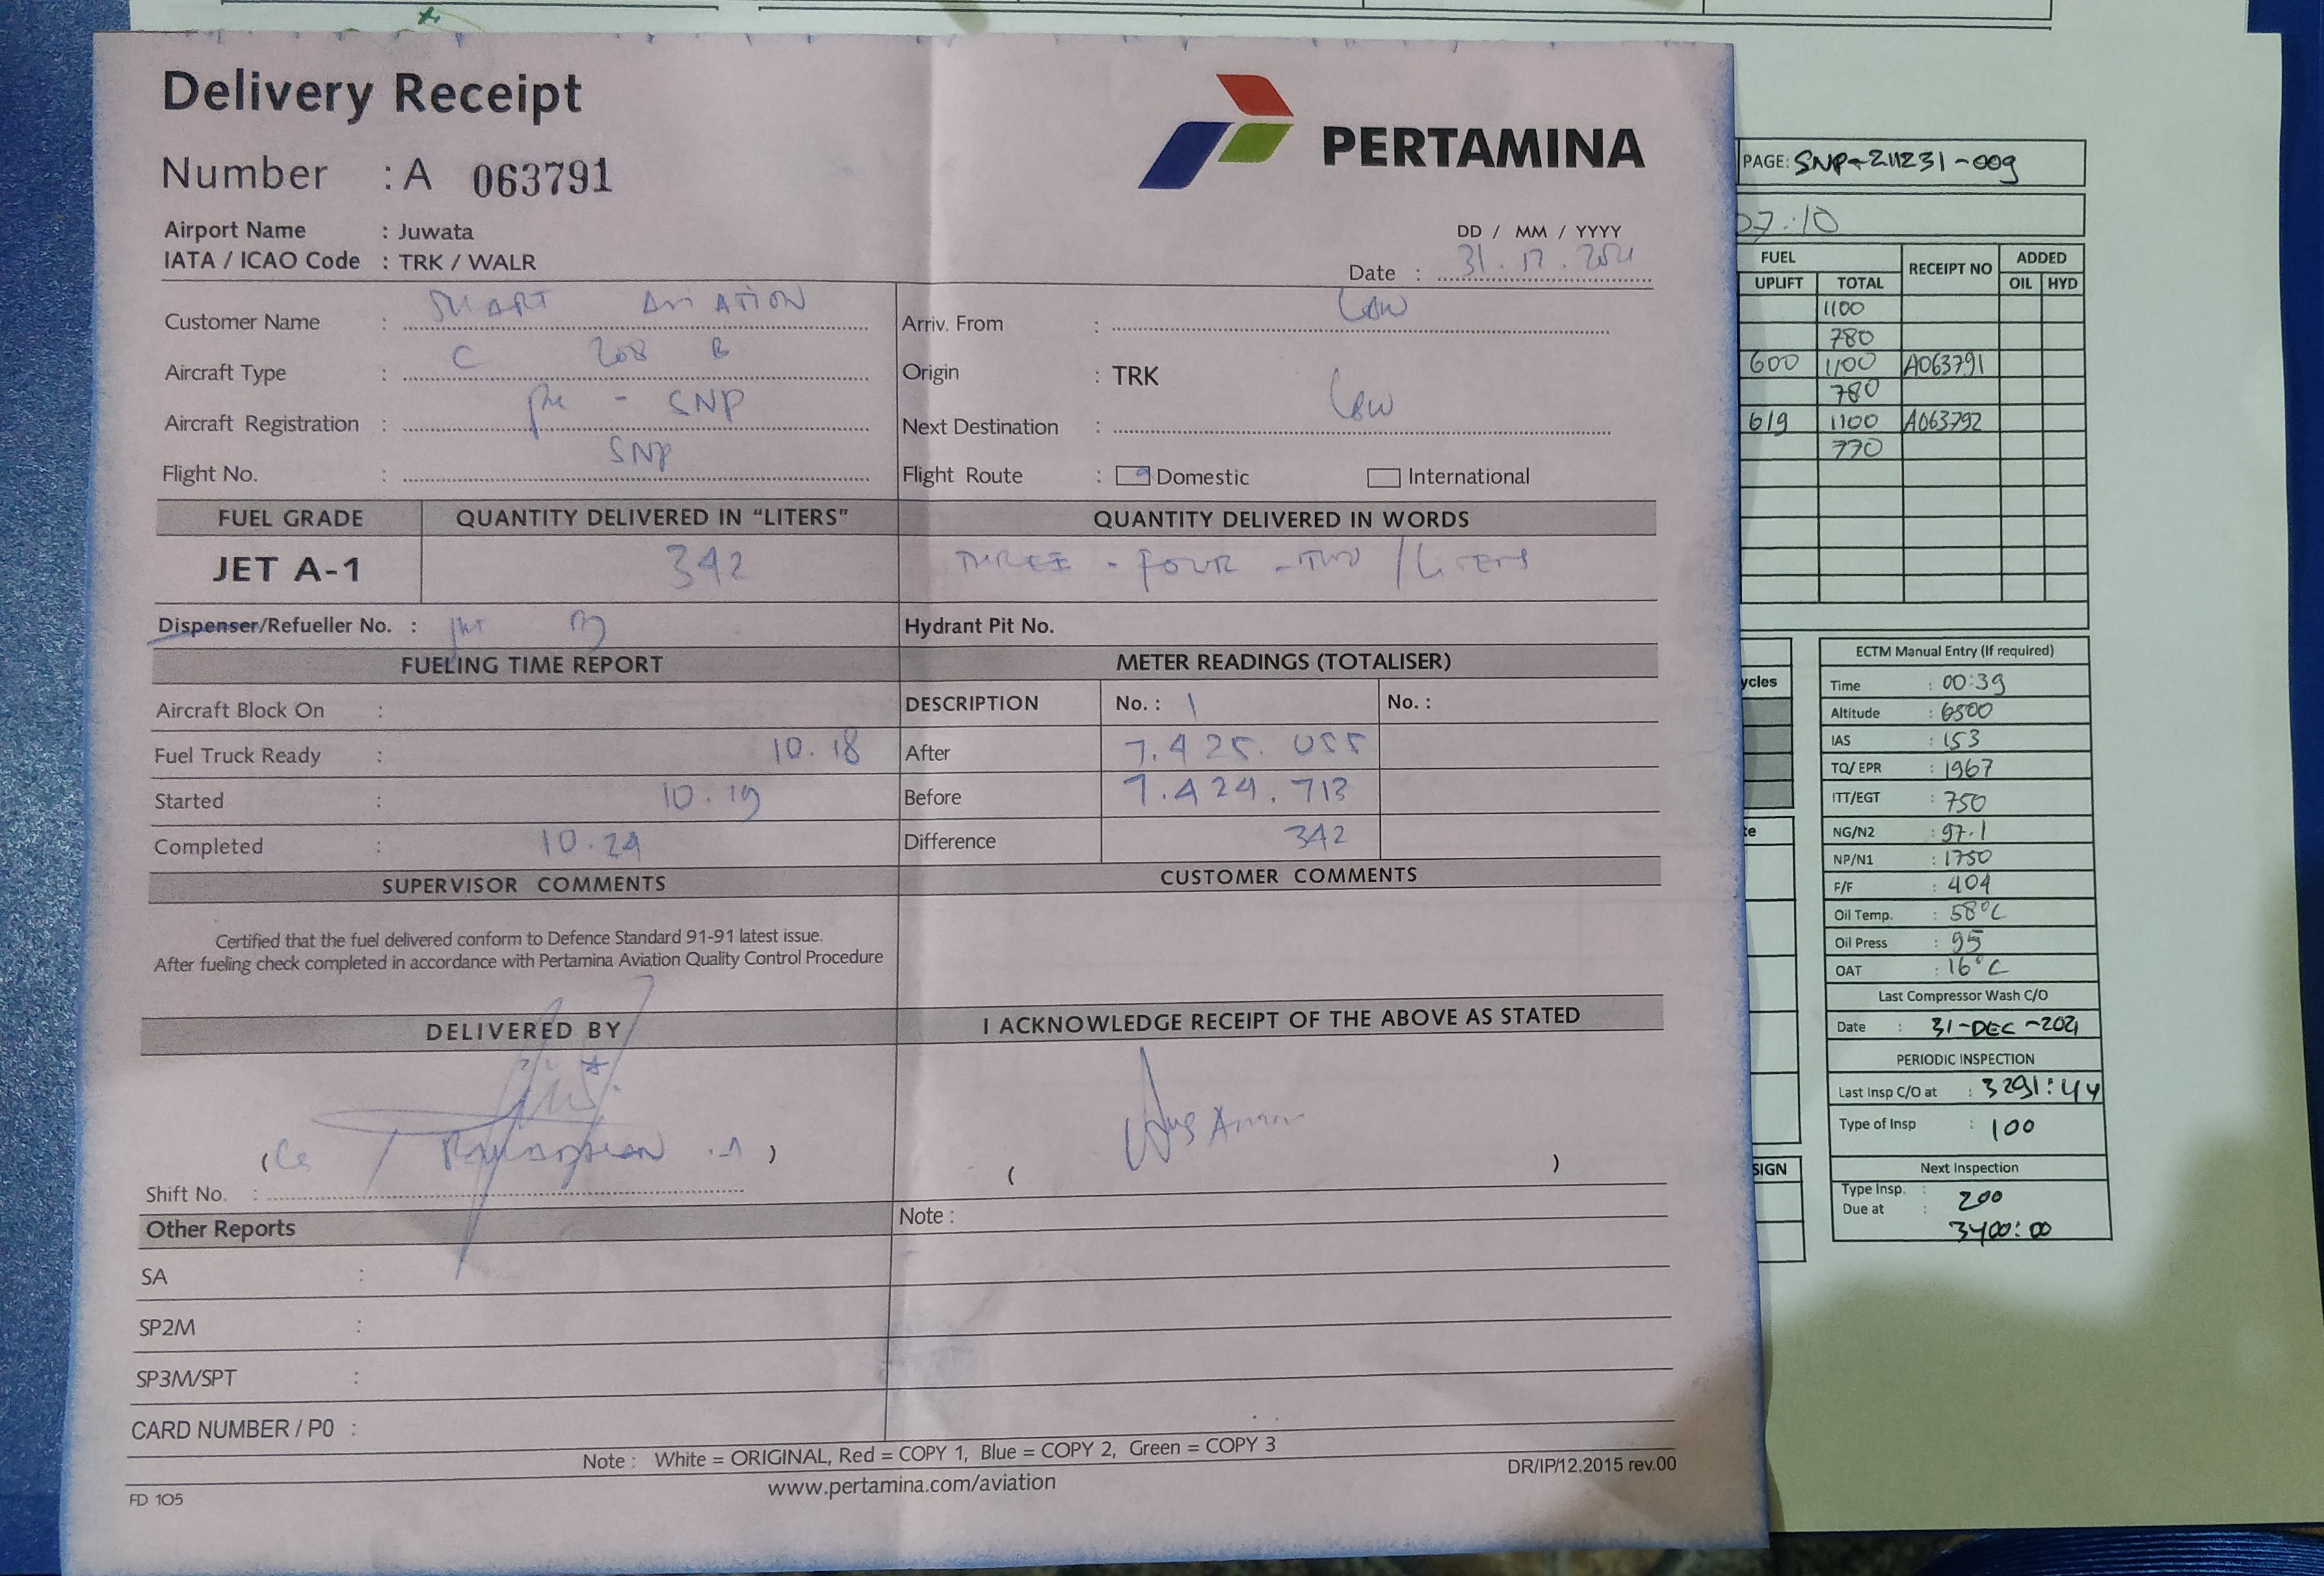 Delivery Receipt
PERTAMINA
Number : A 063791
Airport Name : Juwata
IATA / ICAO Code : TRK / WALR
DD / MM / YYYY
Date : 31.12.2021
Customer Name : SMART AVIATION
Arriv. From :
Aircraft Type : C 208 B
Origin : TRK
Aircraft Registration : PK - SNP
Next Destination :
Flight No. : SNP
Flight Route : Domestic International
FUEL GRADE QUANTITY DELIVERED IN "LITERS" QUANTITY DELIVERED IN WORDS
JET A-1 342 THREE - FOUR - TWO / LITERS
Dispenser/Refueller No. :
Hydrant Pit No.
FUELING TIME REPORT METER READINGS (TOTALISER)
Aircraft Block On :
DESCRIPTION No. : 1 No. :
Fuel Truck Ready : 10.18
After 7.425.055
Started : 10.19
Before 7.424.713
Completed : 10.24
Difference 342
SUPERVISOR COMMENTS CUSTOMER COMMENTS
Certified that the fuel delivered conform to Defence Standard 91-91 latest issue.
After fueling check completed in accordance with Pertamina Aviation Quality Control Procedure
DELIVERED BY I ACKNOWLEDGE RECEIPT OF THE ABOVE AS STATED
Shift No. :
Other Reports
Note :
SA :
SP2M :
SP3M/SPT :
CARD NUMBER / P0 :
Note : White = ORIGINAL, Red = COPY 1, Blue = COPY 2, Green = COPY 3
www.pertamina.com/aviation
DR/IP/12.2015 rev.00
FD 105
PAGE: SNP-211231-009
07:10
FUEL RECEIPT NO ADDED
UPLIFT TOTAL OIL HYD
1100
780
600 1100 A063791
780
619 1100 A063792
770
ycles
te
SIGN
ECTM Manual Entry (If required)
Time : 00:39
Altitude : 6500
IAS : 153
TQ/ EPR : 1967
ITT/EGT : 750
NG/N2 : 97.1
NP/N1 : 1750
F/F : 404
Oil Temp. : 58°C
Oil Press : 95
OAT : 16°C
Last Compressor Wash C/O
Date : 31-DEC-2021
PERIODIC INSPECTION
Last Insp C/O at : 3291:44
Type of Insp : 100
Next Inspection
Type Insp. : 200
Due at : 3400:00